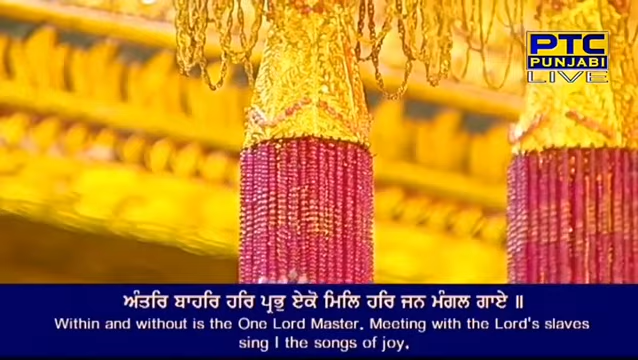 PTC
PUNJABI
LIVE
ਅੰਤਰਿ ਬਾਹਰਿ ਹਰਿ ਪ੍ਰਭੁ ਏਕੋ ਮਿਲਿ ਹਰਿ ਜਨ ਮੰਗਲ ਗਾਏ ॥
Within and without is the One Lord Master. Meeting with the Lord's slaves
sing I the songs of joy.